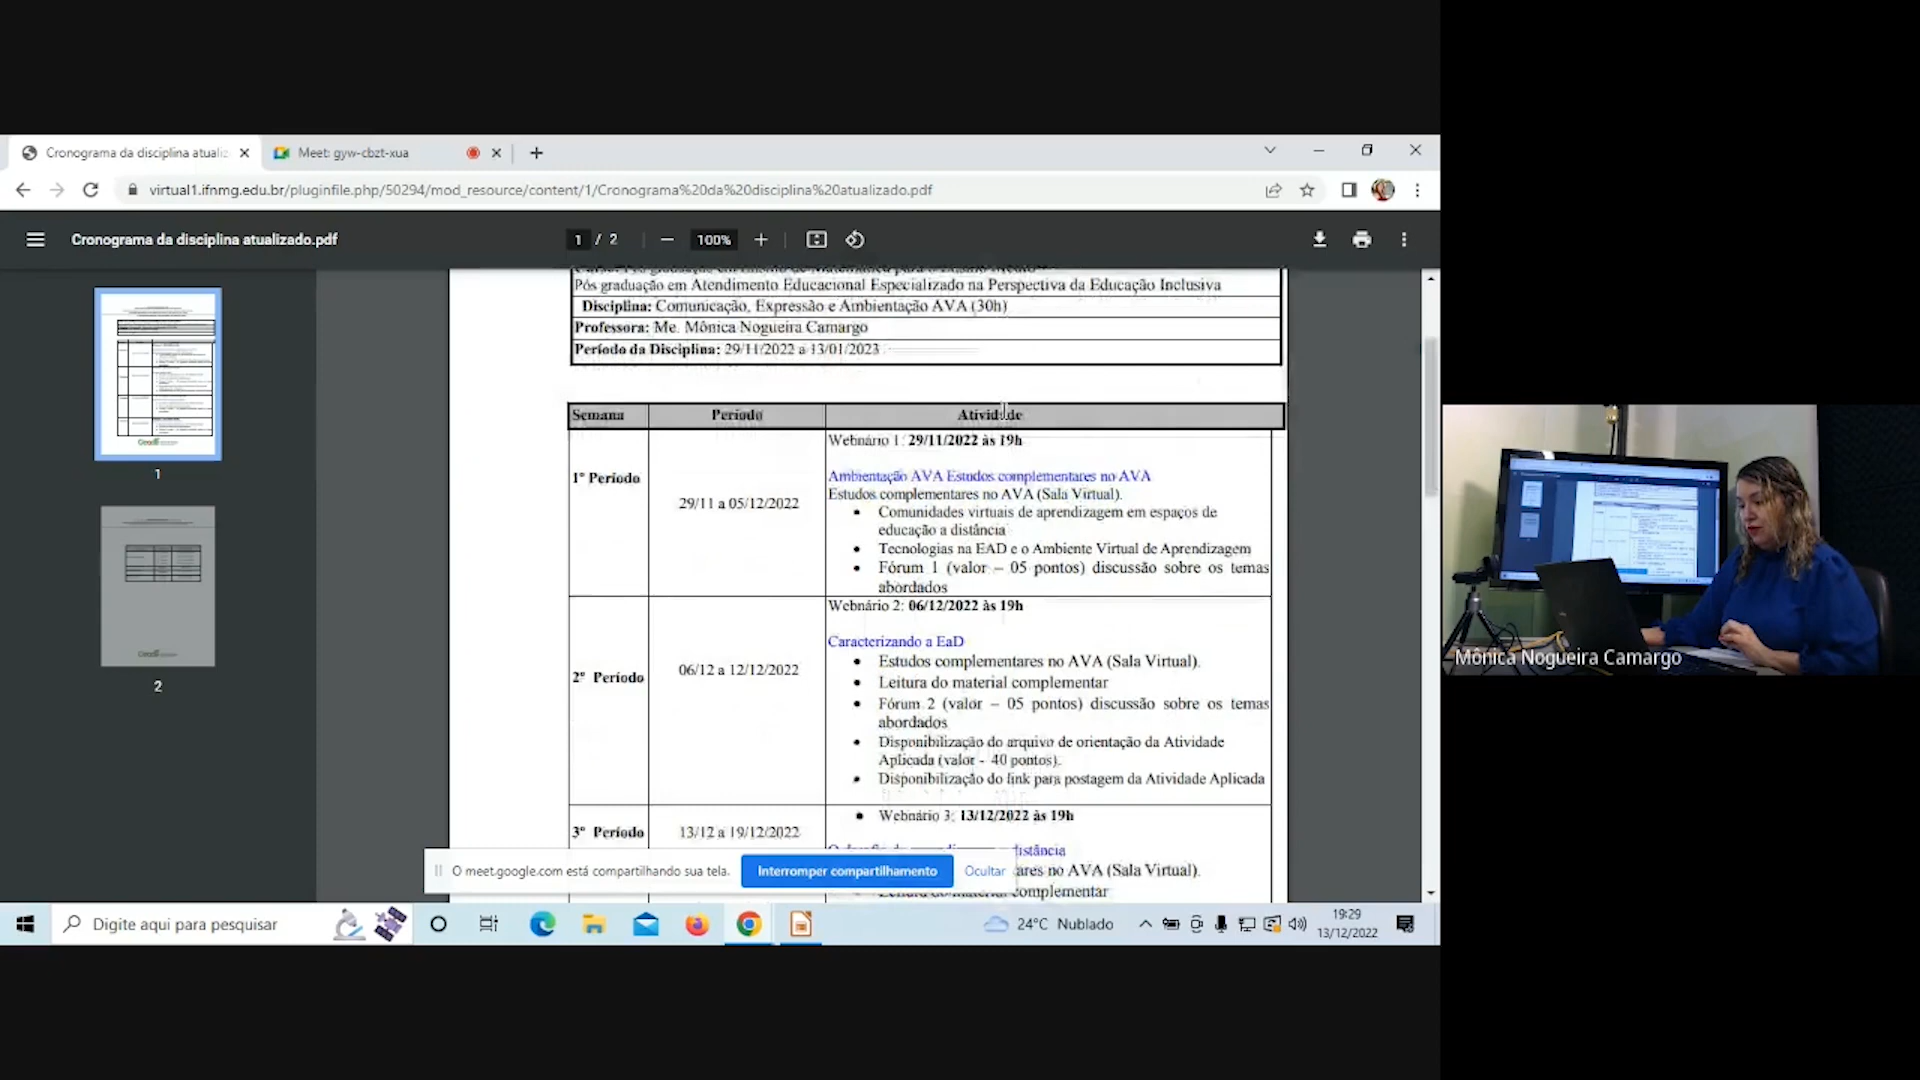 Cronograma da disciplina atualiz
Meet: gyw-cbzt-xua
virtual1.ifnmg.edu.br/pluginfile.php/50294/mod_resource/content/1/Cronograma%20da%20disciplina%20atualizado.pdf
Cronograma da disciplina atualizado.pdf
1 / 2
100%
1
2
Pós graduação em Atendimento Educacional Especializado na Perspectiva da Educação Inclusiva
Disciplina: Comunicação, Expressão e Ambientação AVA (30h)
Professora: Me. Mônica Nogueira Camargo
Período da Disciplina: 29/11/2022 a 13/01/2023
Semana Período Atividade
1º Período
29/11 a 05/12/2022
Webnário 1: 29/11/2022 às 19h
Ambientação AVA Estudos complementares no AVA
Estudos complementares no AVA (Sala Virtual).
• Comunidades virtuais de aprendizagem em espaços de
educação a distância
• Tecnologias na EAD e o Ambiente Virtual de Aprendizagem
• Fórum 1 (valor – 05 pontos) discussão sobre os temas
abordados
2º Período
06/12 a 12/12/2022
Webnário 2: 06/12/2022 às 19h
Caracterizando a EaD
• Estudos complementares no AVA (Sala Virtual).
• Leitura do material complementar
• Fórum 2 (valor – 05 pontos) discussão sobre os temas
abordados
• Disponibilização do arquivo de orientação da Atividade
Aplicada (valor - 40 pontos).
• Disponibilização do link para postagem da Atividade Aplicada
3º Período
13/12 a 19/12/2022
• Webnário 3: 13/12/2022 às 19h
ares no AVA (Sala Virtual).
complementar
O meet.google.com está compartilhando sua tela.
Interromper compartilhamento
Ocultar
Digite aqui para pesquisar
24°C Nublado
19:29
13/12/2022
Mônica Nogueira Camargo